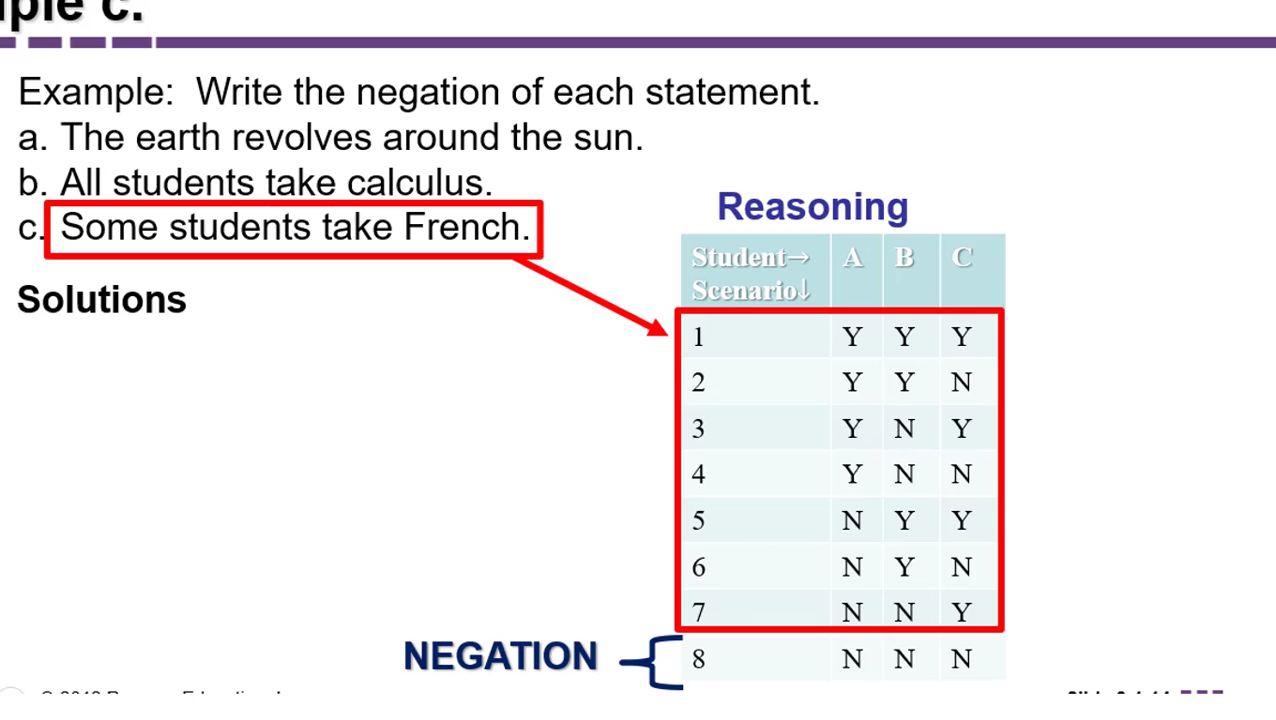 c.
Example: Write the negation of each statement.
a. The earth revolves around the sun.
b. All students take calculus.
c. Some students take French.
Solutions
Reasoning
Student→ A B C
Scenario↓
1 Y Y Y
2 Y Y N
3 Y N Y
4 Y N N
5 N Y Y
6 N Y N
7 N N Y
NEGATION 8 N N N